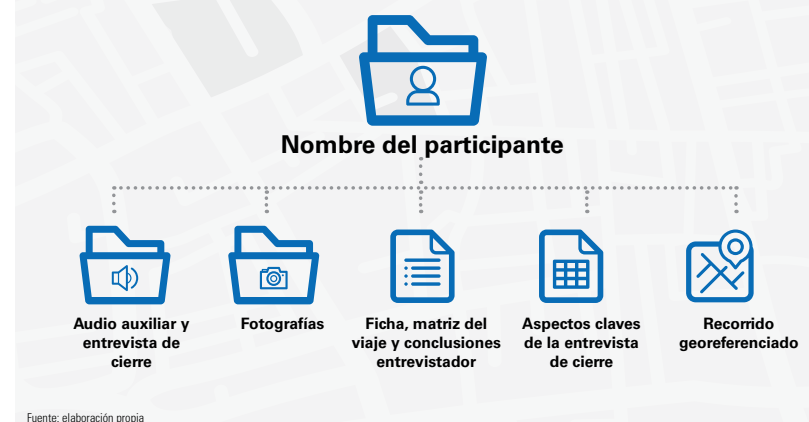 Nombre del participante
Audio auxiliar y
entrevista de
cierre
Fotografías
Ficha, matriz del
viaje y conclusiones
entrevistador
Aspectos claves
de la entrevista
de cierre
Recorrido
georeferenciado
Fuente: elaboración propia